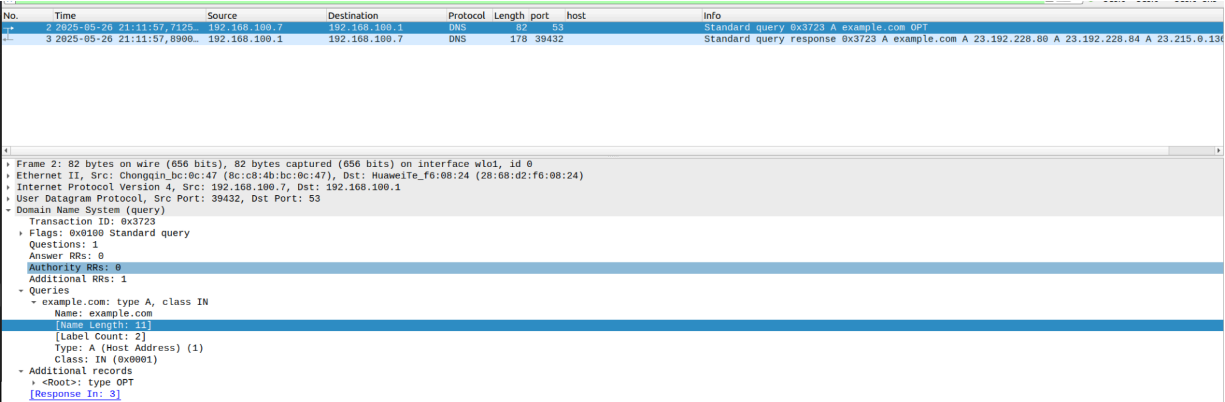 No. Time Source Destination Protocol Length port host Info
2 2025-05-26 21:11:57,7125… 192.168.100.7 192.168.100.1 DNS 82 53 Standard query 0x3723 A example.com OPT
3 2025-05-26 21:11:57,8900… 192.168.100.1 192.168.100.7 DNS 178 39432 Standard query response 0x3723 A example.com A 23.192.228.80 A 23.192.228.84 A 23.215.0.136
Frame 2: 82 bytes on wire (656 bits), 82 bytes captured (656 bits) on interface wlo1, id 0
Ethernet II, Src: Chongqin_bc:0c:47 (8c:c8:4b:bc:0c:47), Dst: HuaweiTe_f6:08:24 (28:68:d2:f6:08:24)
Internet Protocol Version 4, Src: 192.168.100.7, Dst: 192.168.100.1
User Datagram Protocol, Src Port: 39432, Dst Port: 53
Domain Name System (query)
Transaction ID: 0x3723
Flags: 0x0100 Standard query
Questions: 1
Answer RRs: 0
Authority RRs: 0
Additional RRs: 1
Queries
example.com: type A, class IN
Name: example.com
[Name Length: 11]
[Label Count: 2]
Type: A (Host Address) (1)
Class: IN (0x0001)
Additional records
<Root>: type OPT
[Response In: 3]